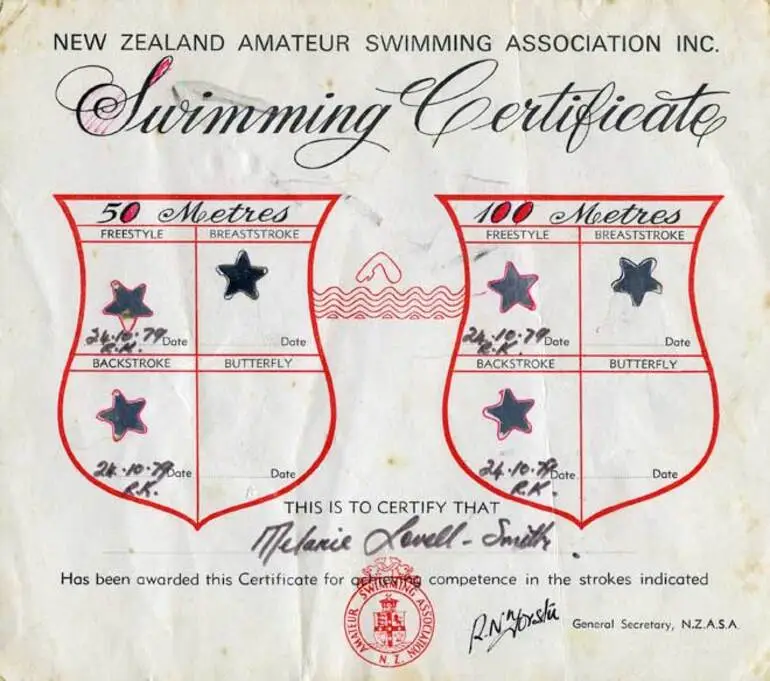 NEW ZEALAND AMATEUR SWIMMING ASSOCIATION INC.
Swimming Certificate
50 Metres
FREESTYLE BREASTSTROKE
24.10.79 Date Date
R.K.
BACKSTROKE BUTTERFLY
24.10.79 Date Date
R.K.
100 Metres
FREESTYLE BREASTSTROKE
24.10.79 Date Date
R.K.
BACKSTROKE BUTTERFLY
24.10.79 Date Date
R.K.
THIS IS TO CERTIFY THAT
Melanie Lovell-Smith.
Has been awarded this Certificate for achieving competence in the strokes indicated
AMATEUR SWIMMING ASSOCIATION
N.Z.
General Secretary, N.Z.A.S.A.